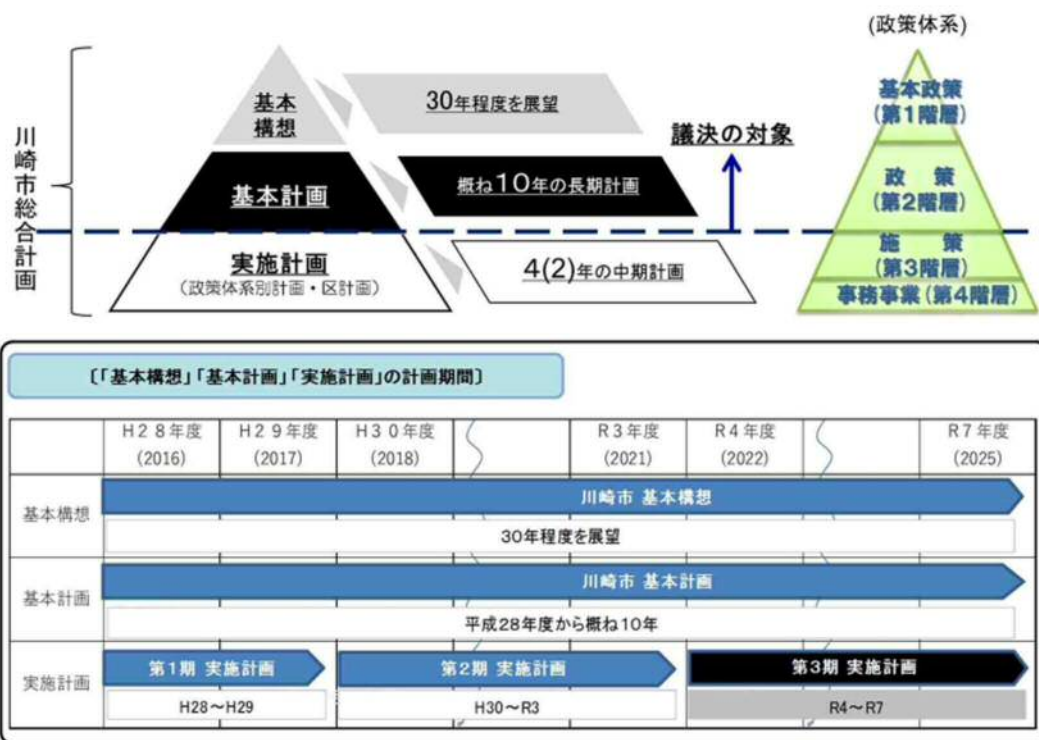 (政策体系)
川崎市総合計画
基本
構想
30年程度を展望
議決の対象
基本計画
概ね10年の長期計画
実施計画
(政策体系別計画・区計画)
4(2)年の中期計画
基本政策
(第1階層)
政 策
(第2階層)
施 策
(第3階層)
事務事業(第4階層)
〔「基本構想」「基本計画」「実施計画」の計画期間〕
H28年度 H29年度 H30年度 R3年度 R4年度 R7年度
(2016) (2017) (2018) (2021) (2022) (2025)
基本構想
川崎市 基本構想
30年程度を展望
基本計画
川崎市 基本計画
平成28年度から概ね10年
実施計画
第1期 実施計画 第2期 実施計画 第3期 実施計画
H28～H29 H30～R3 R4～R7